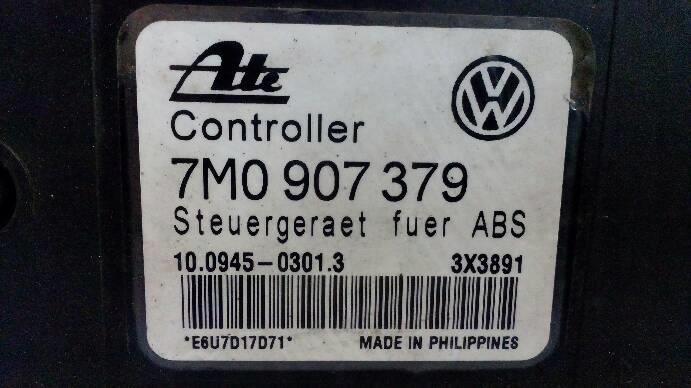 Ate
Controller
7M0 907 379
Steuergeraet fuer ABS
10.0945-0301.3 3X3891
*E6U7D17D71* MADE IN PHILIPPINES